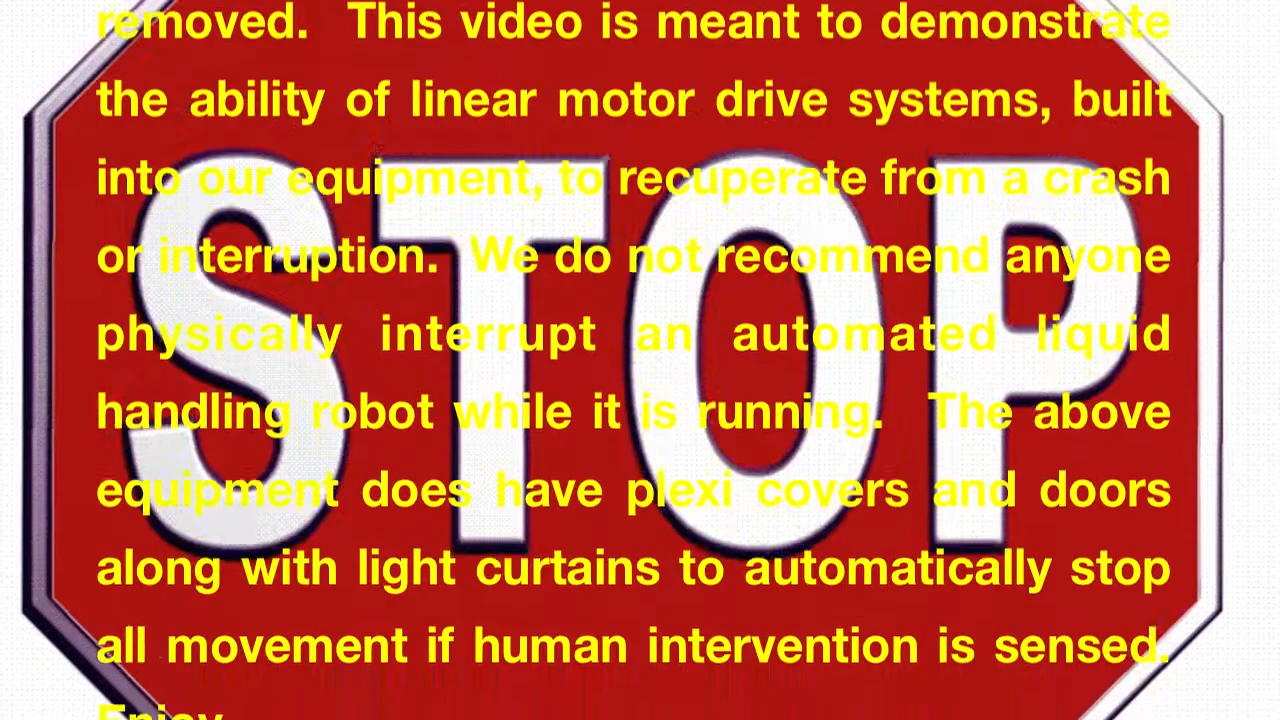 removed. This video is meant to demonstrate
the ability of linear motor drive systems, built
into our equipment, to recuperate from a crash
or interruption. We do not recommend anyone
physically interrupt an automated liquid
handling robot while it is running. The above
equipment does have plexi covers and doors
along with light curtains to automatically stop
all movement if human intervention is sensed.
Enjoy
STOP